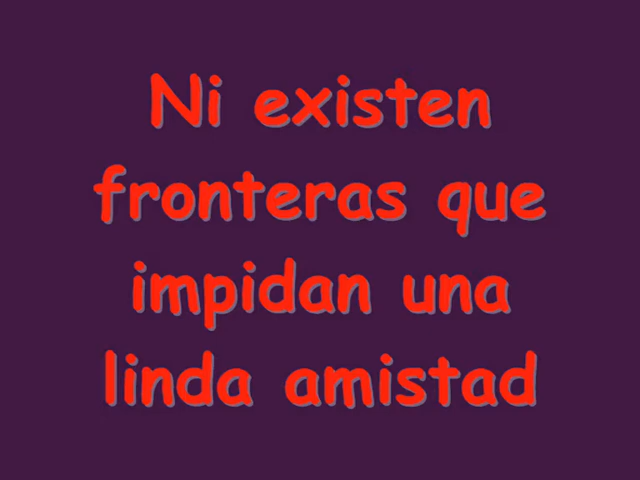 Ni existen
fronteras que
impidan una
linda amistad